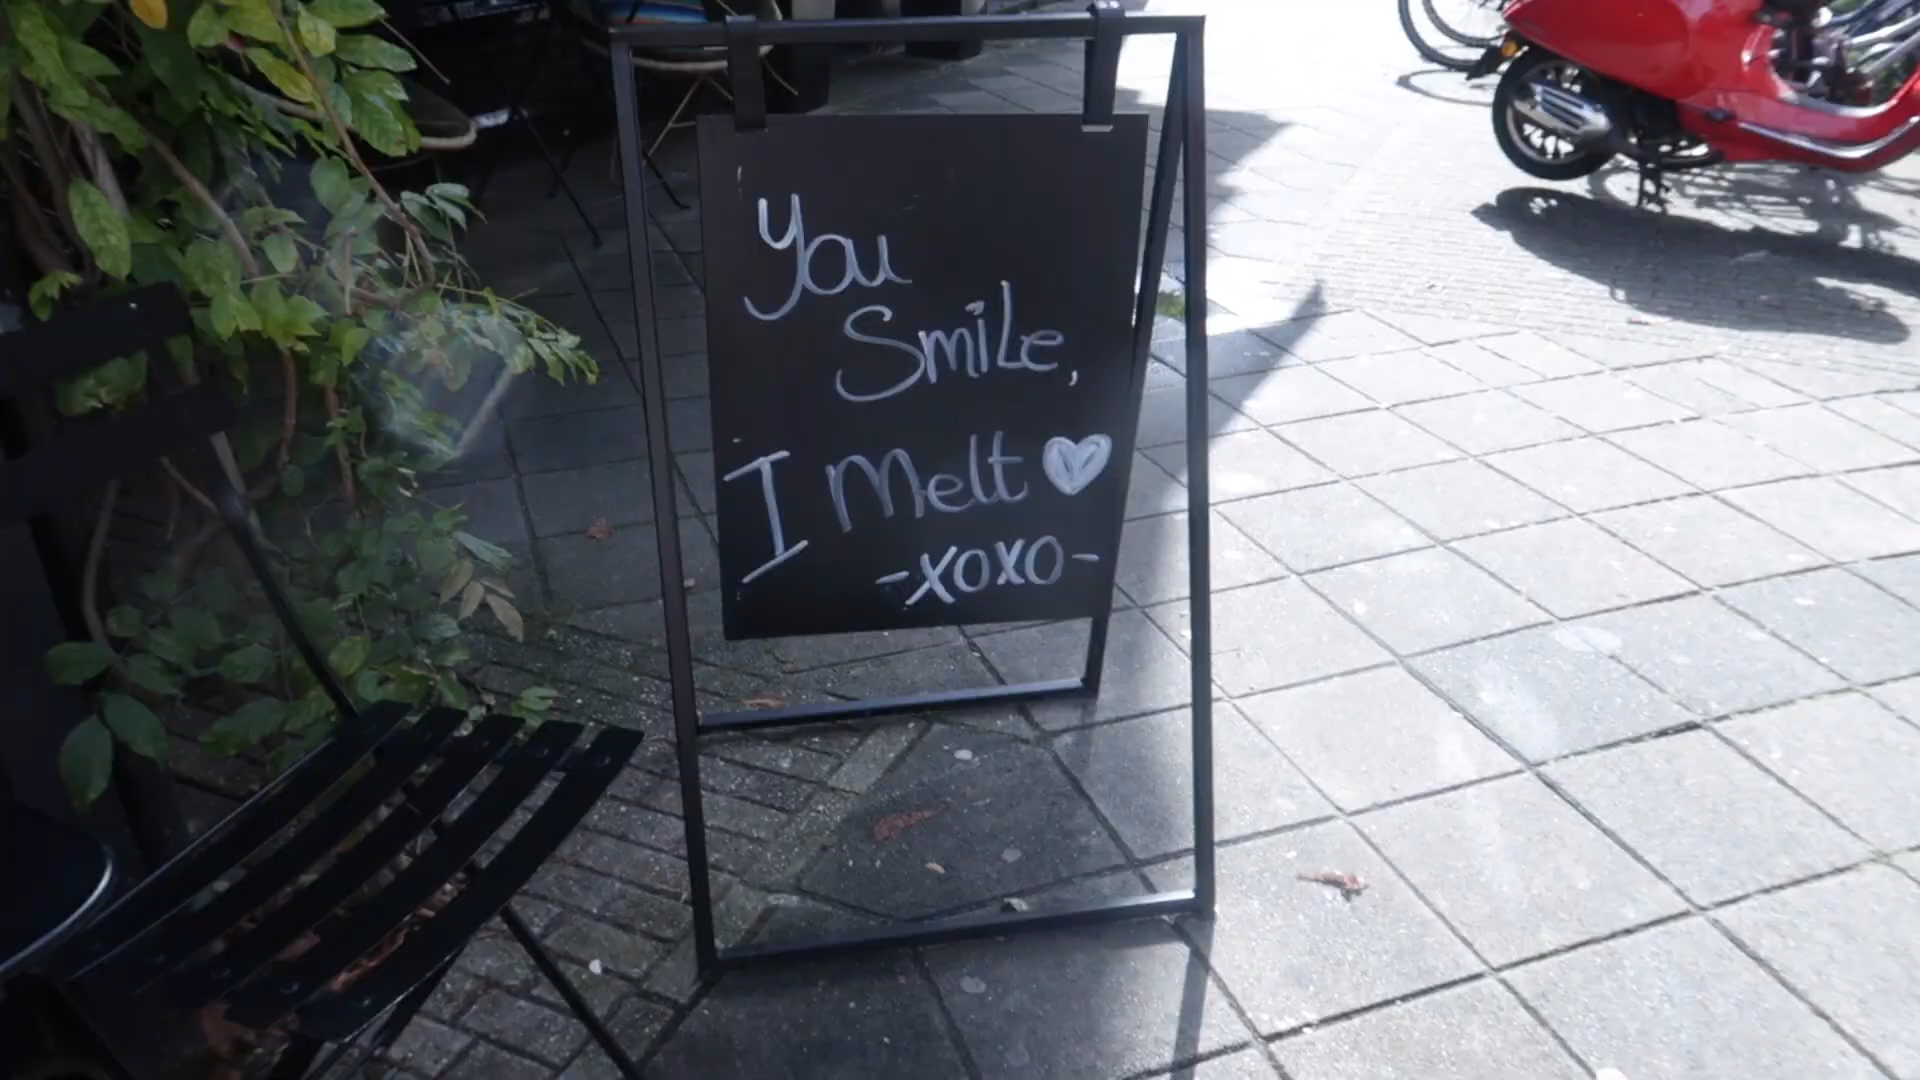 You
Smile,
I Melt ♡
-xoxo-